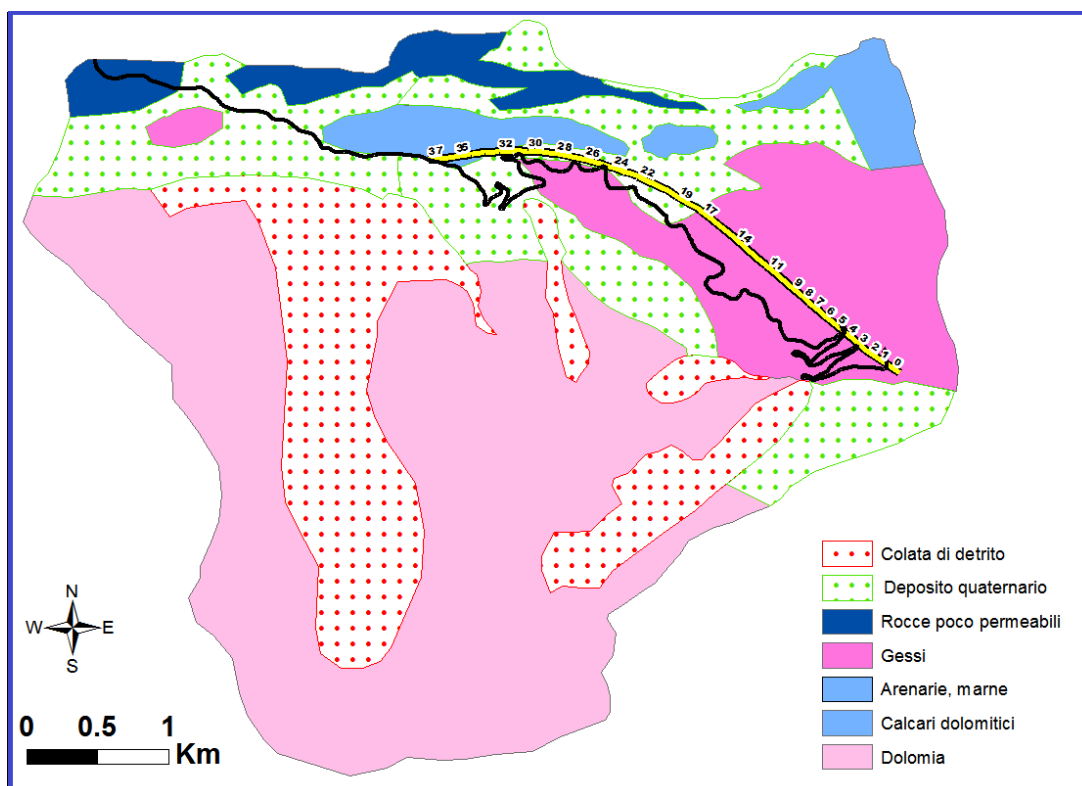 37 35 32 30 28 26 24 22 19 17 14 11 9 8 7 6 5 4 3 2 1 0
Colata di detrito
Deposito quaternario
Rocce poco permeabili
Gessi
Arenarie, marne
Calcari dolomitici
Dolomia
N
W E
S
0 0.5 1
Km